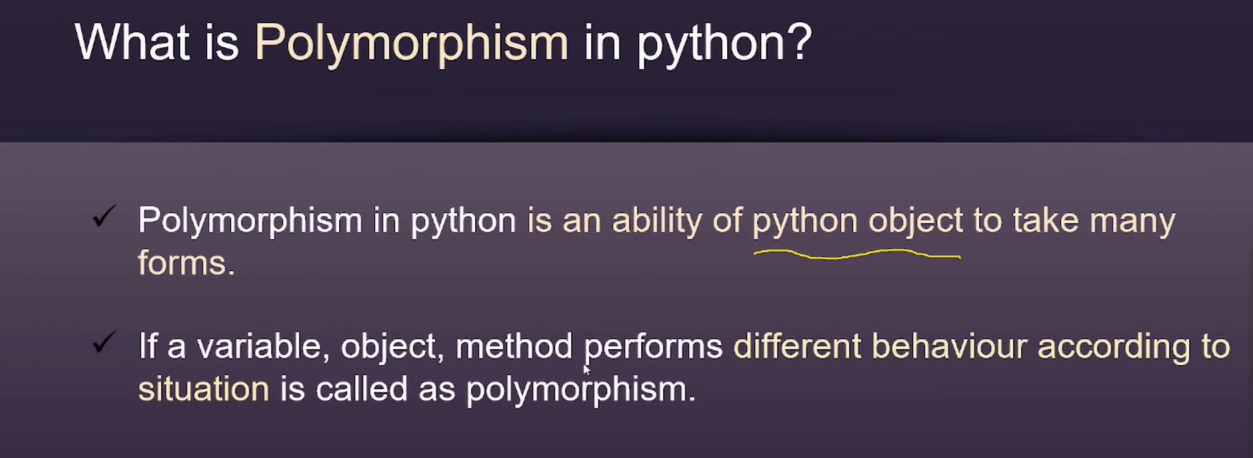 What is Polymorphism in python?
✓ Polymorphism in python is an ability of python object to take many
forms.
✓ If a variable, object, method performs different behaviour according to
situation is called as polymorphism.